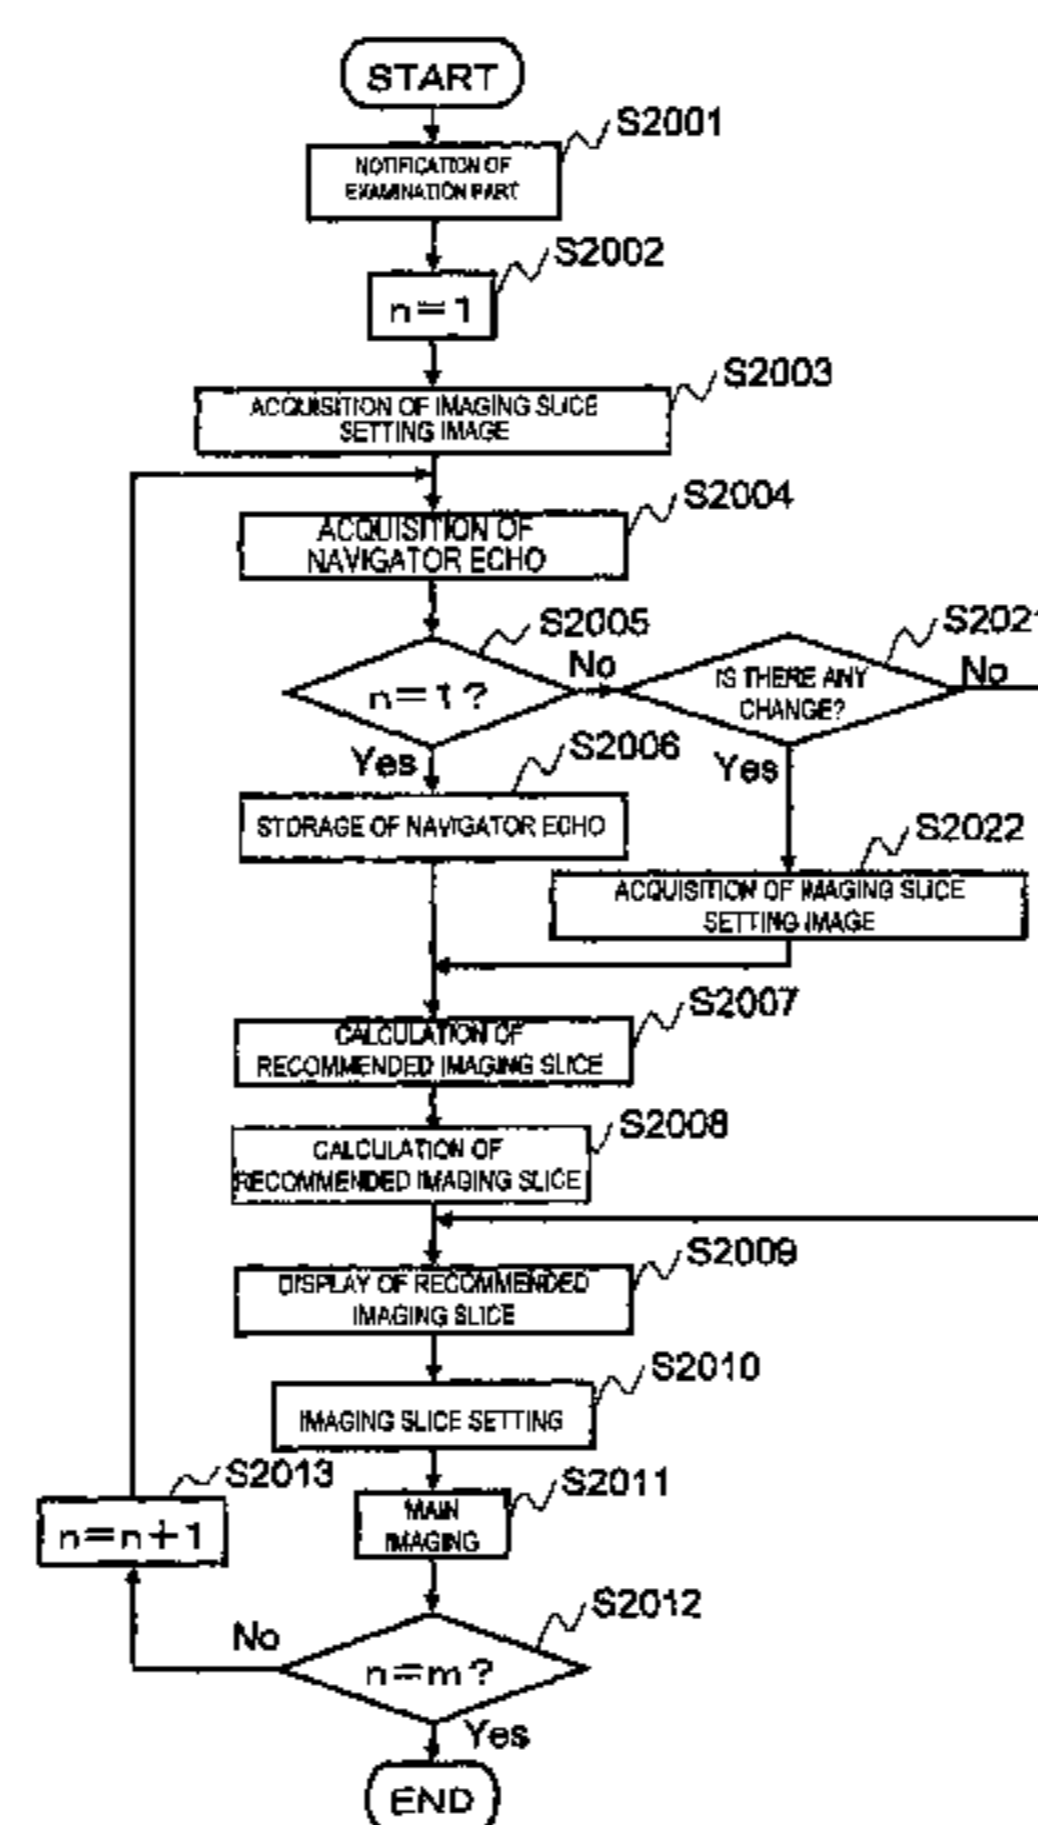 START
S2001
NOTIFICATION OF
EXAMINATION PART
S2002
n=1
S2003
ACQUISITION OF IMAGING SLICE
SETTING IMAGE
S2004
ACQUISITION OF
NAVIGATOR ECHO
S2005
n=1?
No
S2021
IS THERE ANY
CHANGE?
No
Yes
S2006
STORAGE OF NAVIGATOR ECHO
Yes
S2022
ACQUISITION OF IMAGING SLICE
SETTING IMAGE
S2007
CALCULATION OF
RECOMMENDED IMAGING SLICE
S2008
CALCULATION OF
RECOMMENDED IMAGING SLICE
S2009
DISPLAY OF RECOMMENDED
IMAGING SLICE
S2010
IMAGING SLICE SETTING
S2011
MAIN
IMAGING
S2013
n=n+1
S2012
n=m?
No
Yes
END